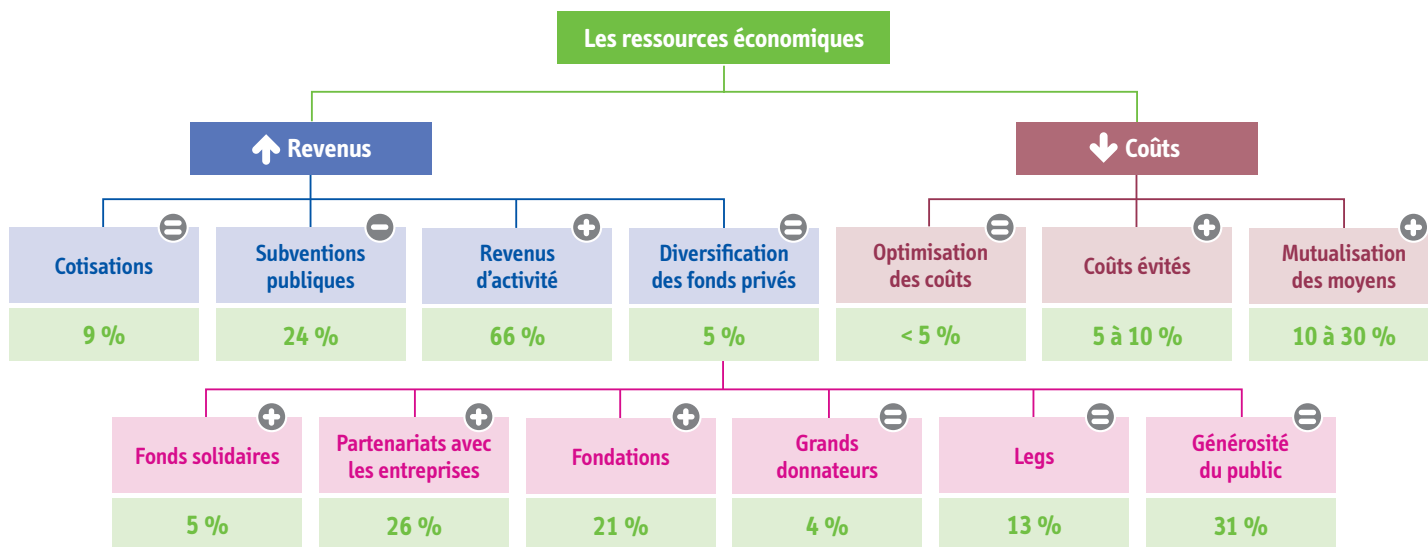 Les ressources économiques
Revenus
Coûts
Cotisations
Subventions
publiques
Revenus
d’activité
Diversification
des fonds privés
Optimisation
des coûts
Coûts évités
Mutualisation
des moyens
9 %
24 %
66 %
5 %
< 5 %
5 à 10 %
10 à 30 %
Fonds solidaires
Partenariats avec
les entreprises
Fondations
Grands
donnateurs
Legs
Générosité
du public
5 %
26 %
21 %
4 %
13 %
31 %